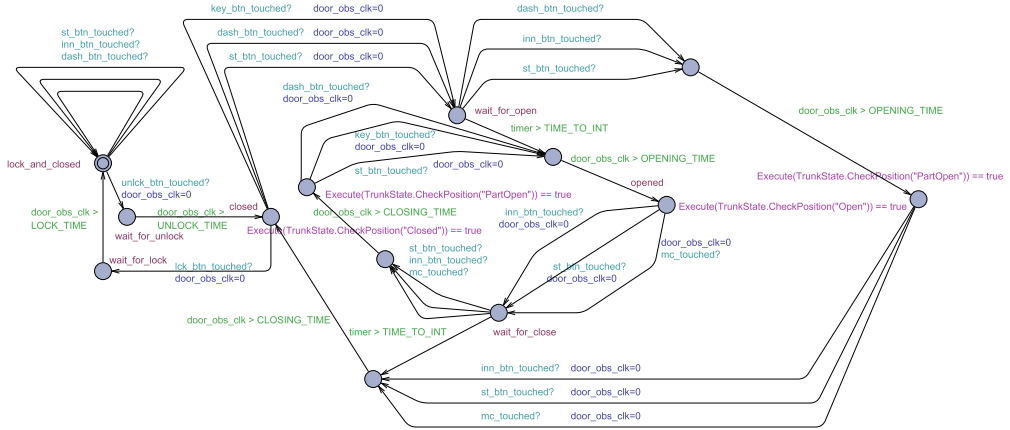 key_btn_touched? door_obs_clk=0
dash_btn_touched?
st_btn_touched?
inn_btn_touched?
dash_btn_touched?
dash_btn_touched? door_obs_clk=0
inn_btn_touched?
st_btn_touched? door_obs_clk=0
st_btn_touched?
dash_btn_touched?
door_obs_clk=0
wait_for_open
door_obs_clk > OPENING_TIME
timer > TIME_TO_INT
key_btn_touched?
door_obs_clk=0
lock_and_closed
st_btn_touched?
door_obs_clk=0
door_obs_clk > OPENING_TIME
Execute(TrunkState.CheckPosition("PartOpen")) == true
unlck_btn_touched?
door_obs_clk=0
opened
Execute(TrunkState.CheckPosition("PartOpen")) == true
Execute(TrunkState.CheckPosition("Open")) == true
door_obs_clk >
LOCK_TIME
door_obs_clk >
UNLOCK_TIME
closed
door_obs_clk > CLOSING_TIME
inn_btn_touched?
door_obs_clk=0
wait_for_unlock
Execute(TrunkState.CheckPosition("Closed")) == true
door_obs_clk=0
mc_touched?
st_btn_touched?
inn_btn_touched?
mc_touched?
wait_for_lock
lck_btn_touched?
door_obs_clk=0
st_btn_touched?
door_obs_clk=0
door_obs_clk > CLOSING_TIME
timer > TIME_TO_INT
wait_for_close
inn_btn_touched? door_obs_clk=0
st_btn_touched? door_obs_clk=0
mc_touched? door_obs_clk=0